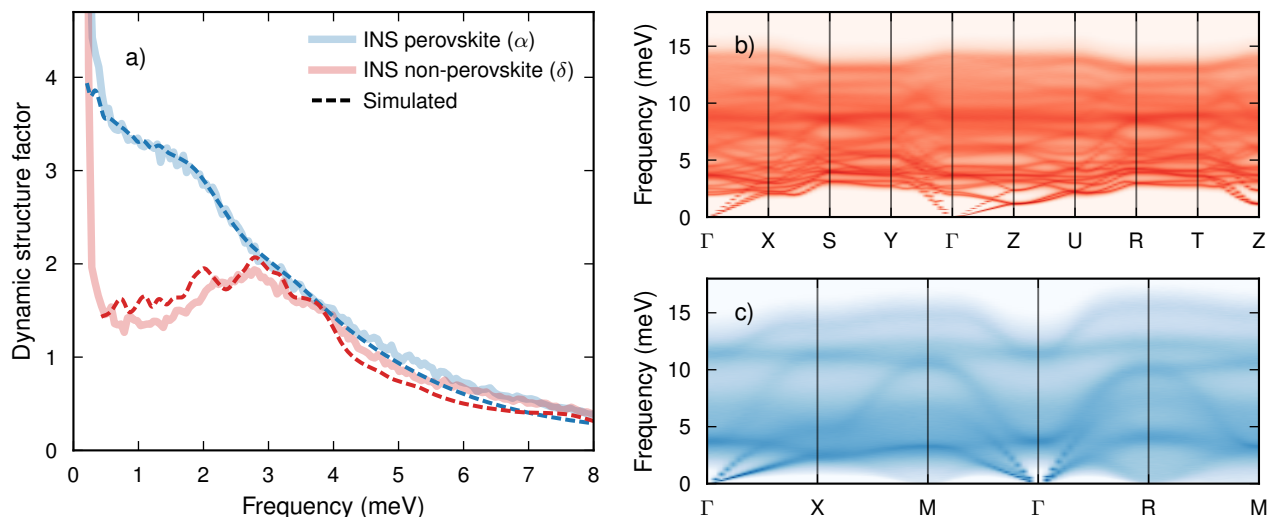 a)
INS perovskite (α)
INS non-perovskite (δ)
Simulated
Dynamic structure factor
4
3
2
1
0
0 1 2 3 4 5 6 7 8
Frequency (meV)
b)
Frequency (meV)
15
10
5
0
Γ X S Y Γ Z U R T Z
c)
Frequency (meV)
15
10
5
0
Γ X M Γ R M